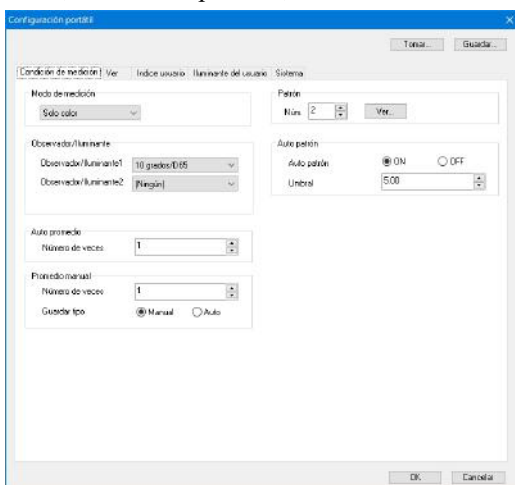 Configuración portátil
Tomar... Guardar...
Condición de medición Ver Indice usuario Iluminante del usuario Sistema
Modo de medición
Solo color
Patrón
Núm. 2 Ver...
Observador/Iluminante
Observador/Iluminante1 10 grados/D65
Observador/Iluminante2 [Ningún]
Auto patrón
Auto patrón ON OFF
Umbral 5.00
Auto promedio
Número de veces 1
Promedio manual
Número de veces 1
Guardar tipo Manual Auto
OK Cancelar